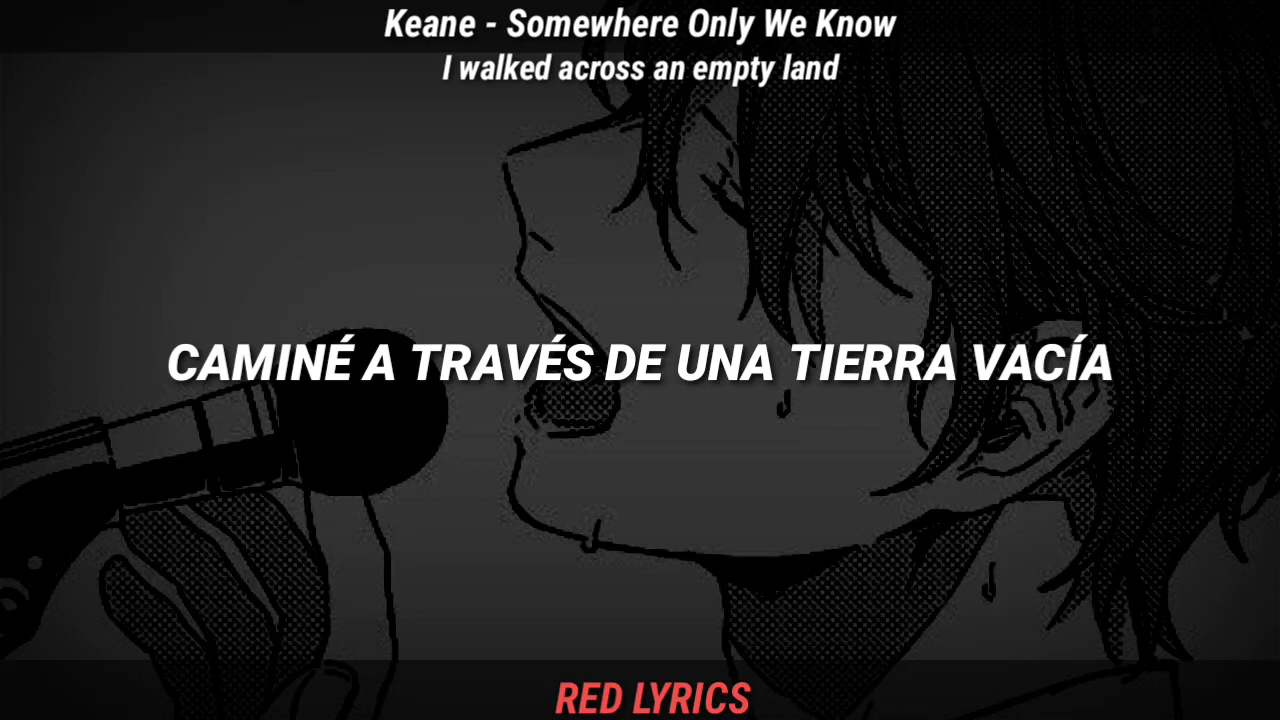 Keane - Somewhere Only We Know
I walked across an empty land
CAMINÉ A TRAVÉS DE UNA TIERRA VACÍA
RED LYRICS